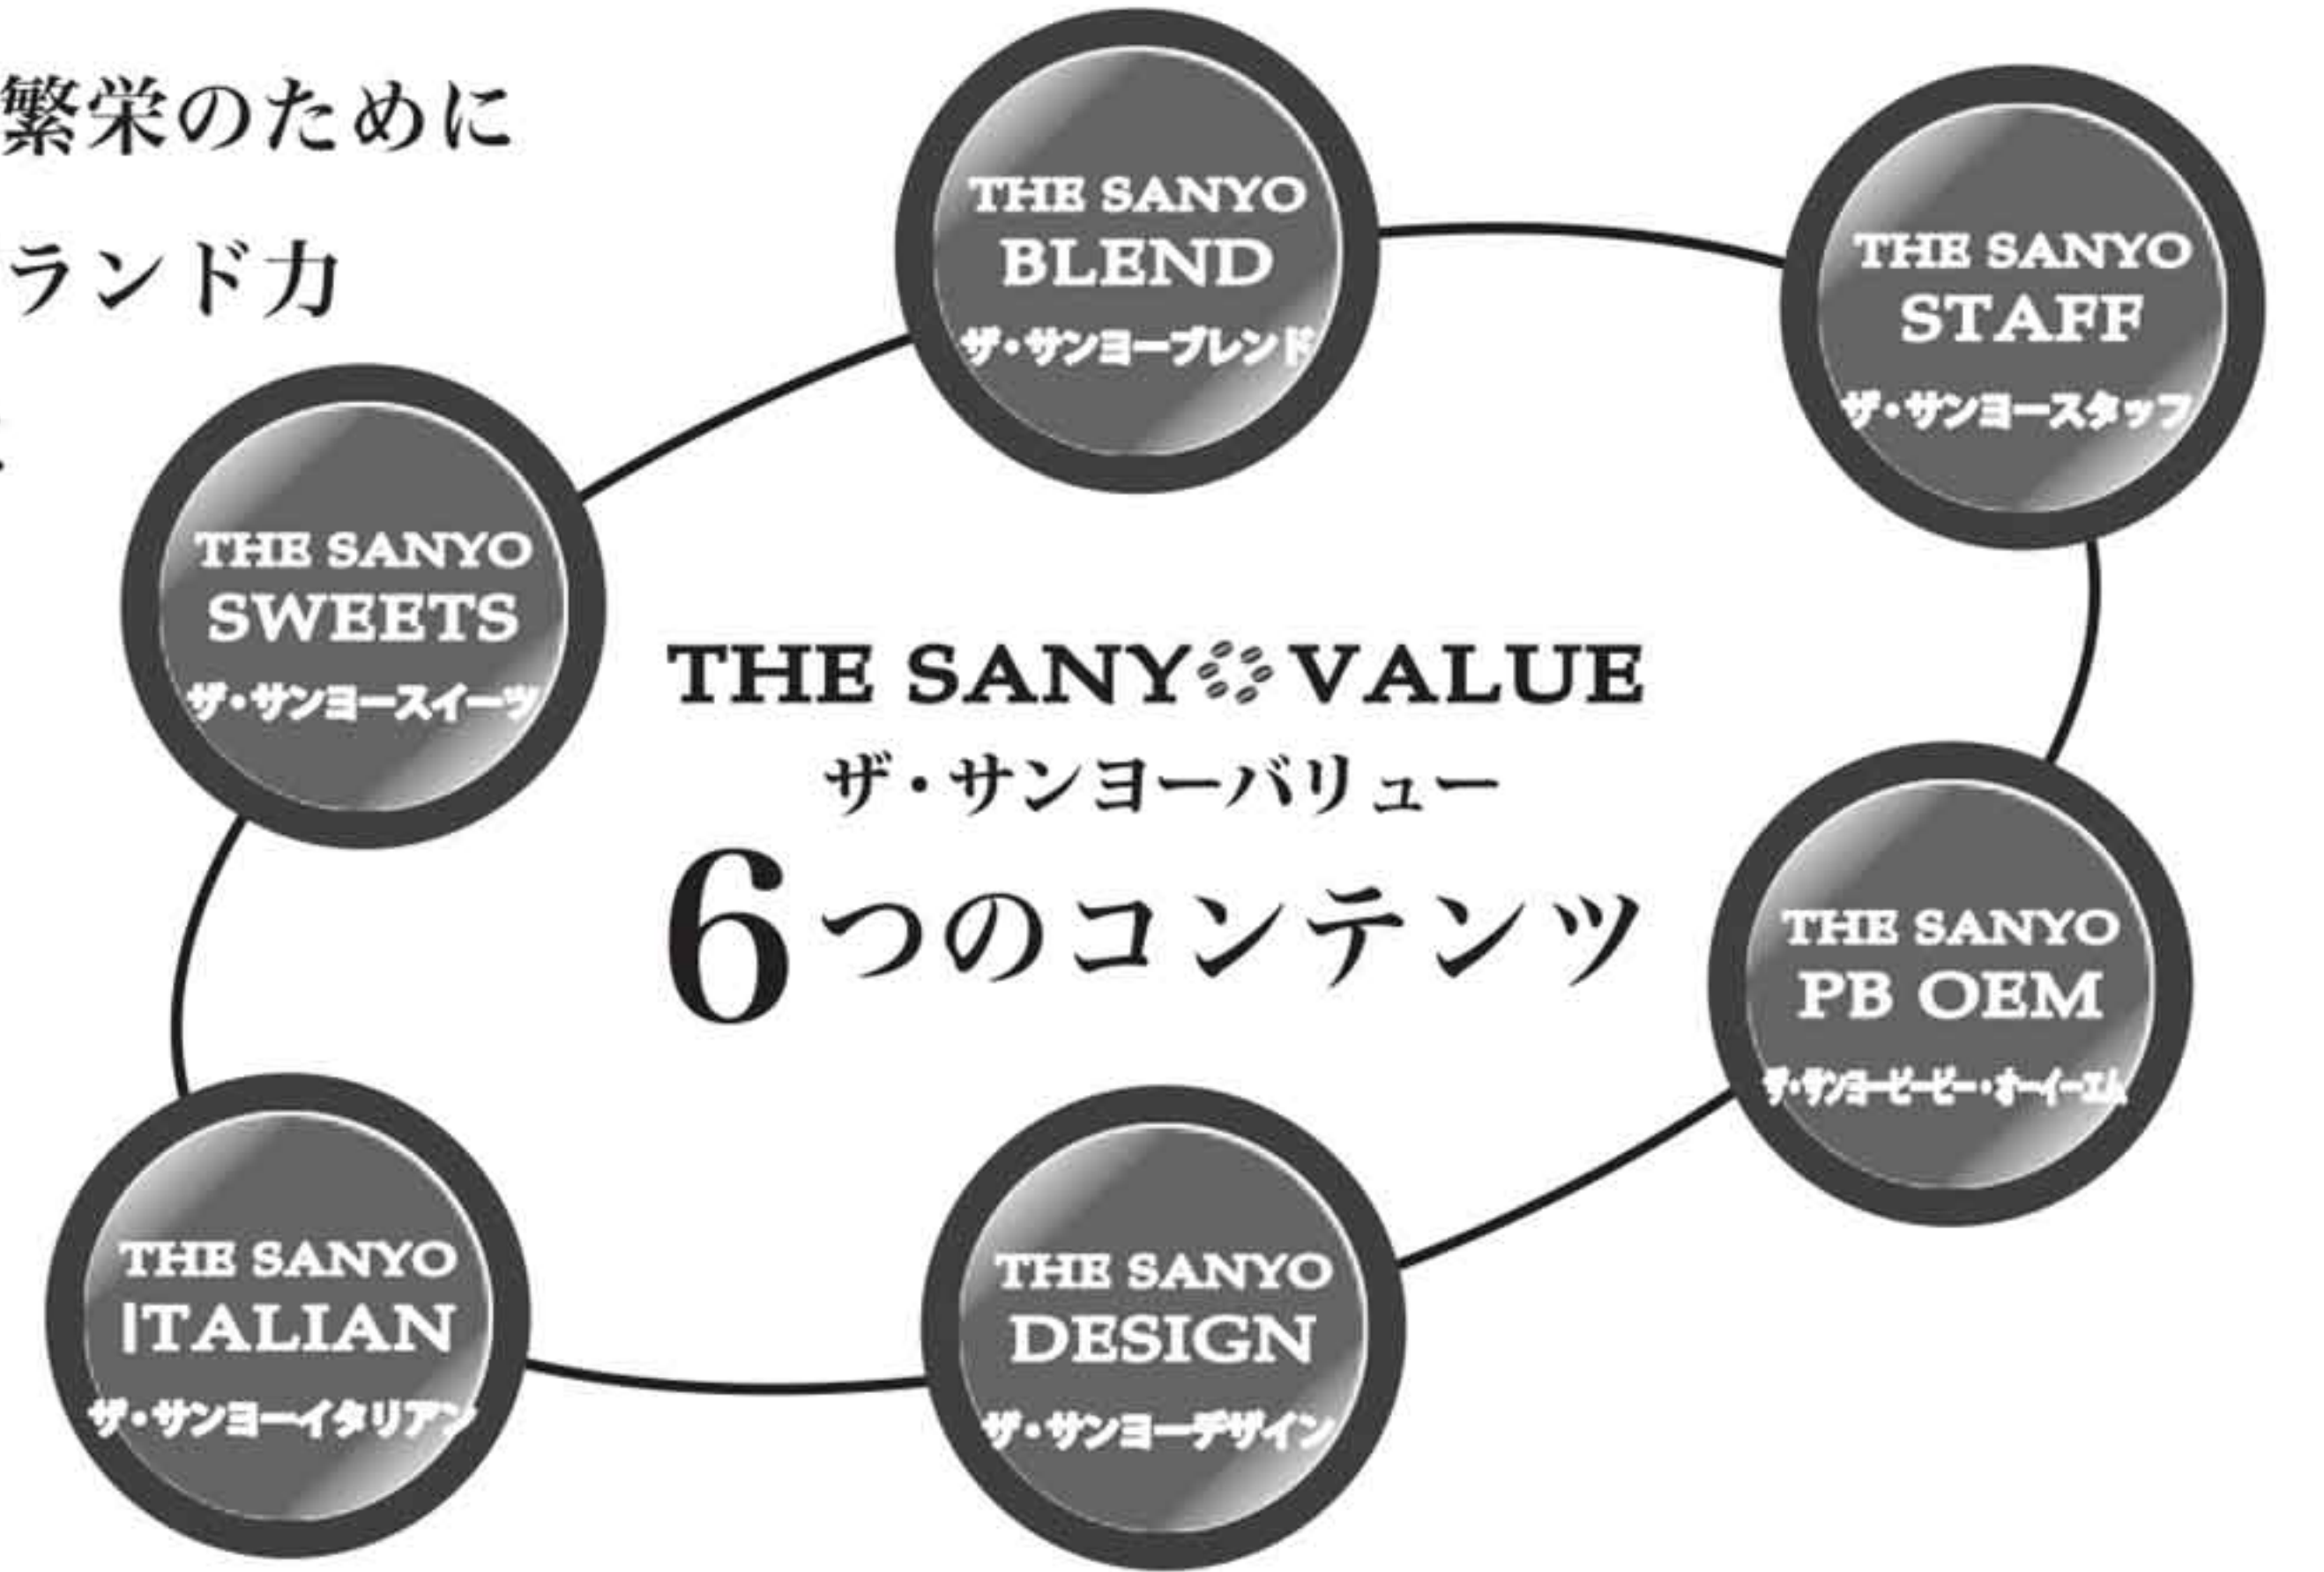 繁栄のために
ランド力
THE SANYO
BLEND
ザ・サンヨーブレンド
THE SANYO
STAFF
ザ・サンヨースタッフ
THE SANYO
SWEETS
ザ・サンヨースイーツ
THE SANYO VALUE
ザ・サンヨーバリュー
6つのコンテンツ
THE SANYO
PB OEM
ザ・サンヨーピービー・オーイーエム
THE SANYO
ITALIAN
ザ・サンヨーイタリアン
THE SANYO
DESIGN
ザ・サンヨーデザイン